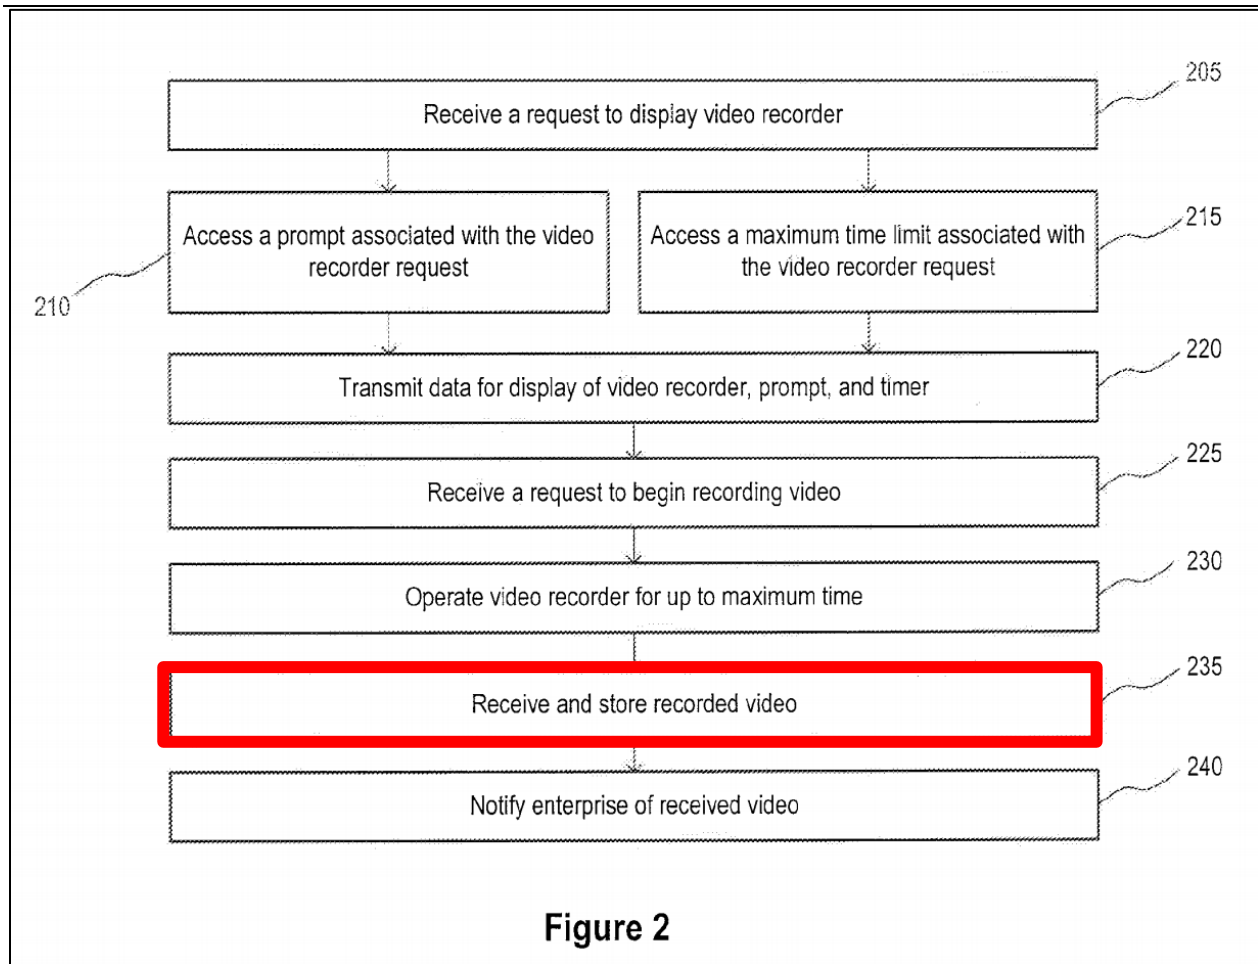 205
Receive a request to display video recorder
Access a prompt associated with the video
recorder request
210
Access a maximum time limit associated with
the video recorder request
215
220
Transmit data for display of video recorder, prompt, and timer
225
Receive a request to begin recording video
230
Operate video recorder for up to maximum time
235
Receive and store recorded video
240
Notify enterprise of received video
Figure 2